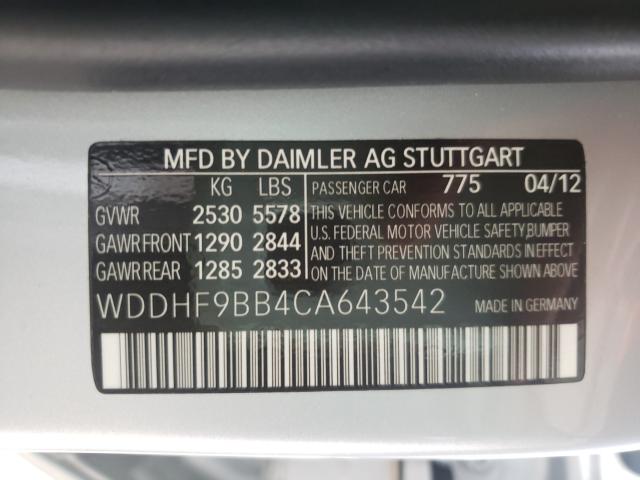 MFD BY DAIMLER AG STUTTGART
KG LBS
GVWR 2530 5578
GAWR FRONT 1290 2844
GAWR REAR 1285 2833
PASSENGER CAR 775 04/12
THIS VEHICLE CONFORMS TO ALL APPLICABLE
U.S. FEDERAL MOTOR VEHICLE SAFETY,BUMPER
AND THEFT PREVENTION STANDARDS IN EFFECT
ON THE DATE OF MANUFACTURE SHOWN ABOVE
WDDHF9BB4CA643542 MADE IN GERMANY